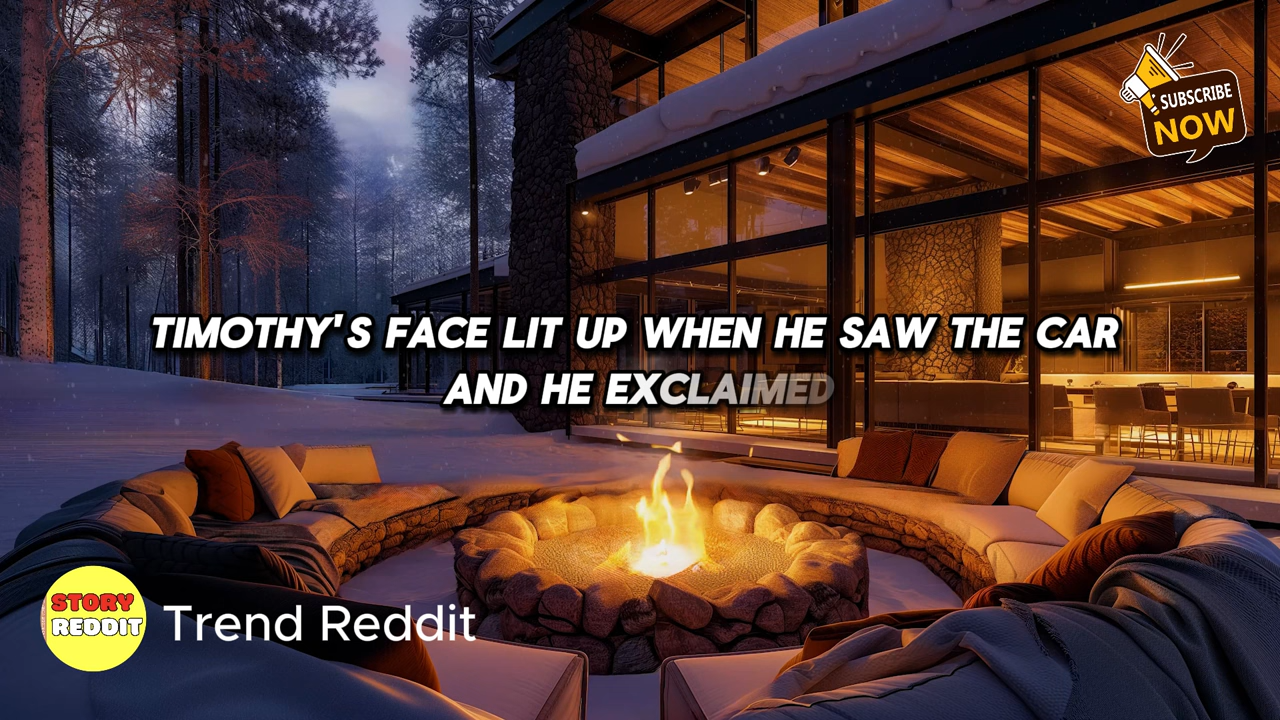 SUBSCRIBE
NOW
TIMOTHY'S FACE LIT UP WHEN HE SAW THE CAR
AND HE EXCLAIMED
STORY
REDDIT
Trend Reddit